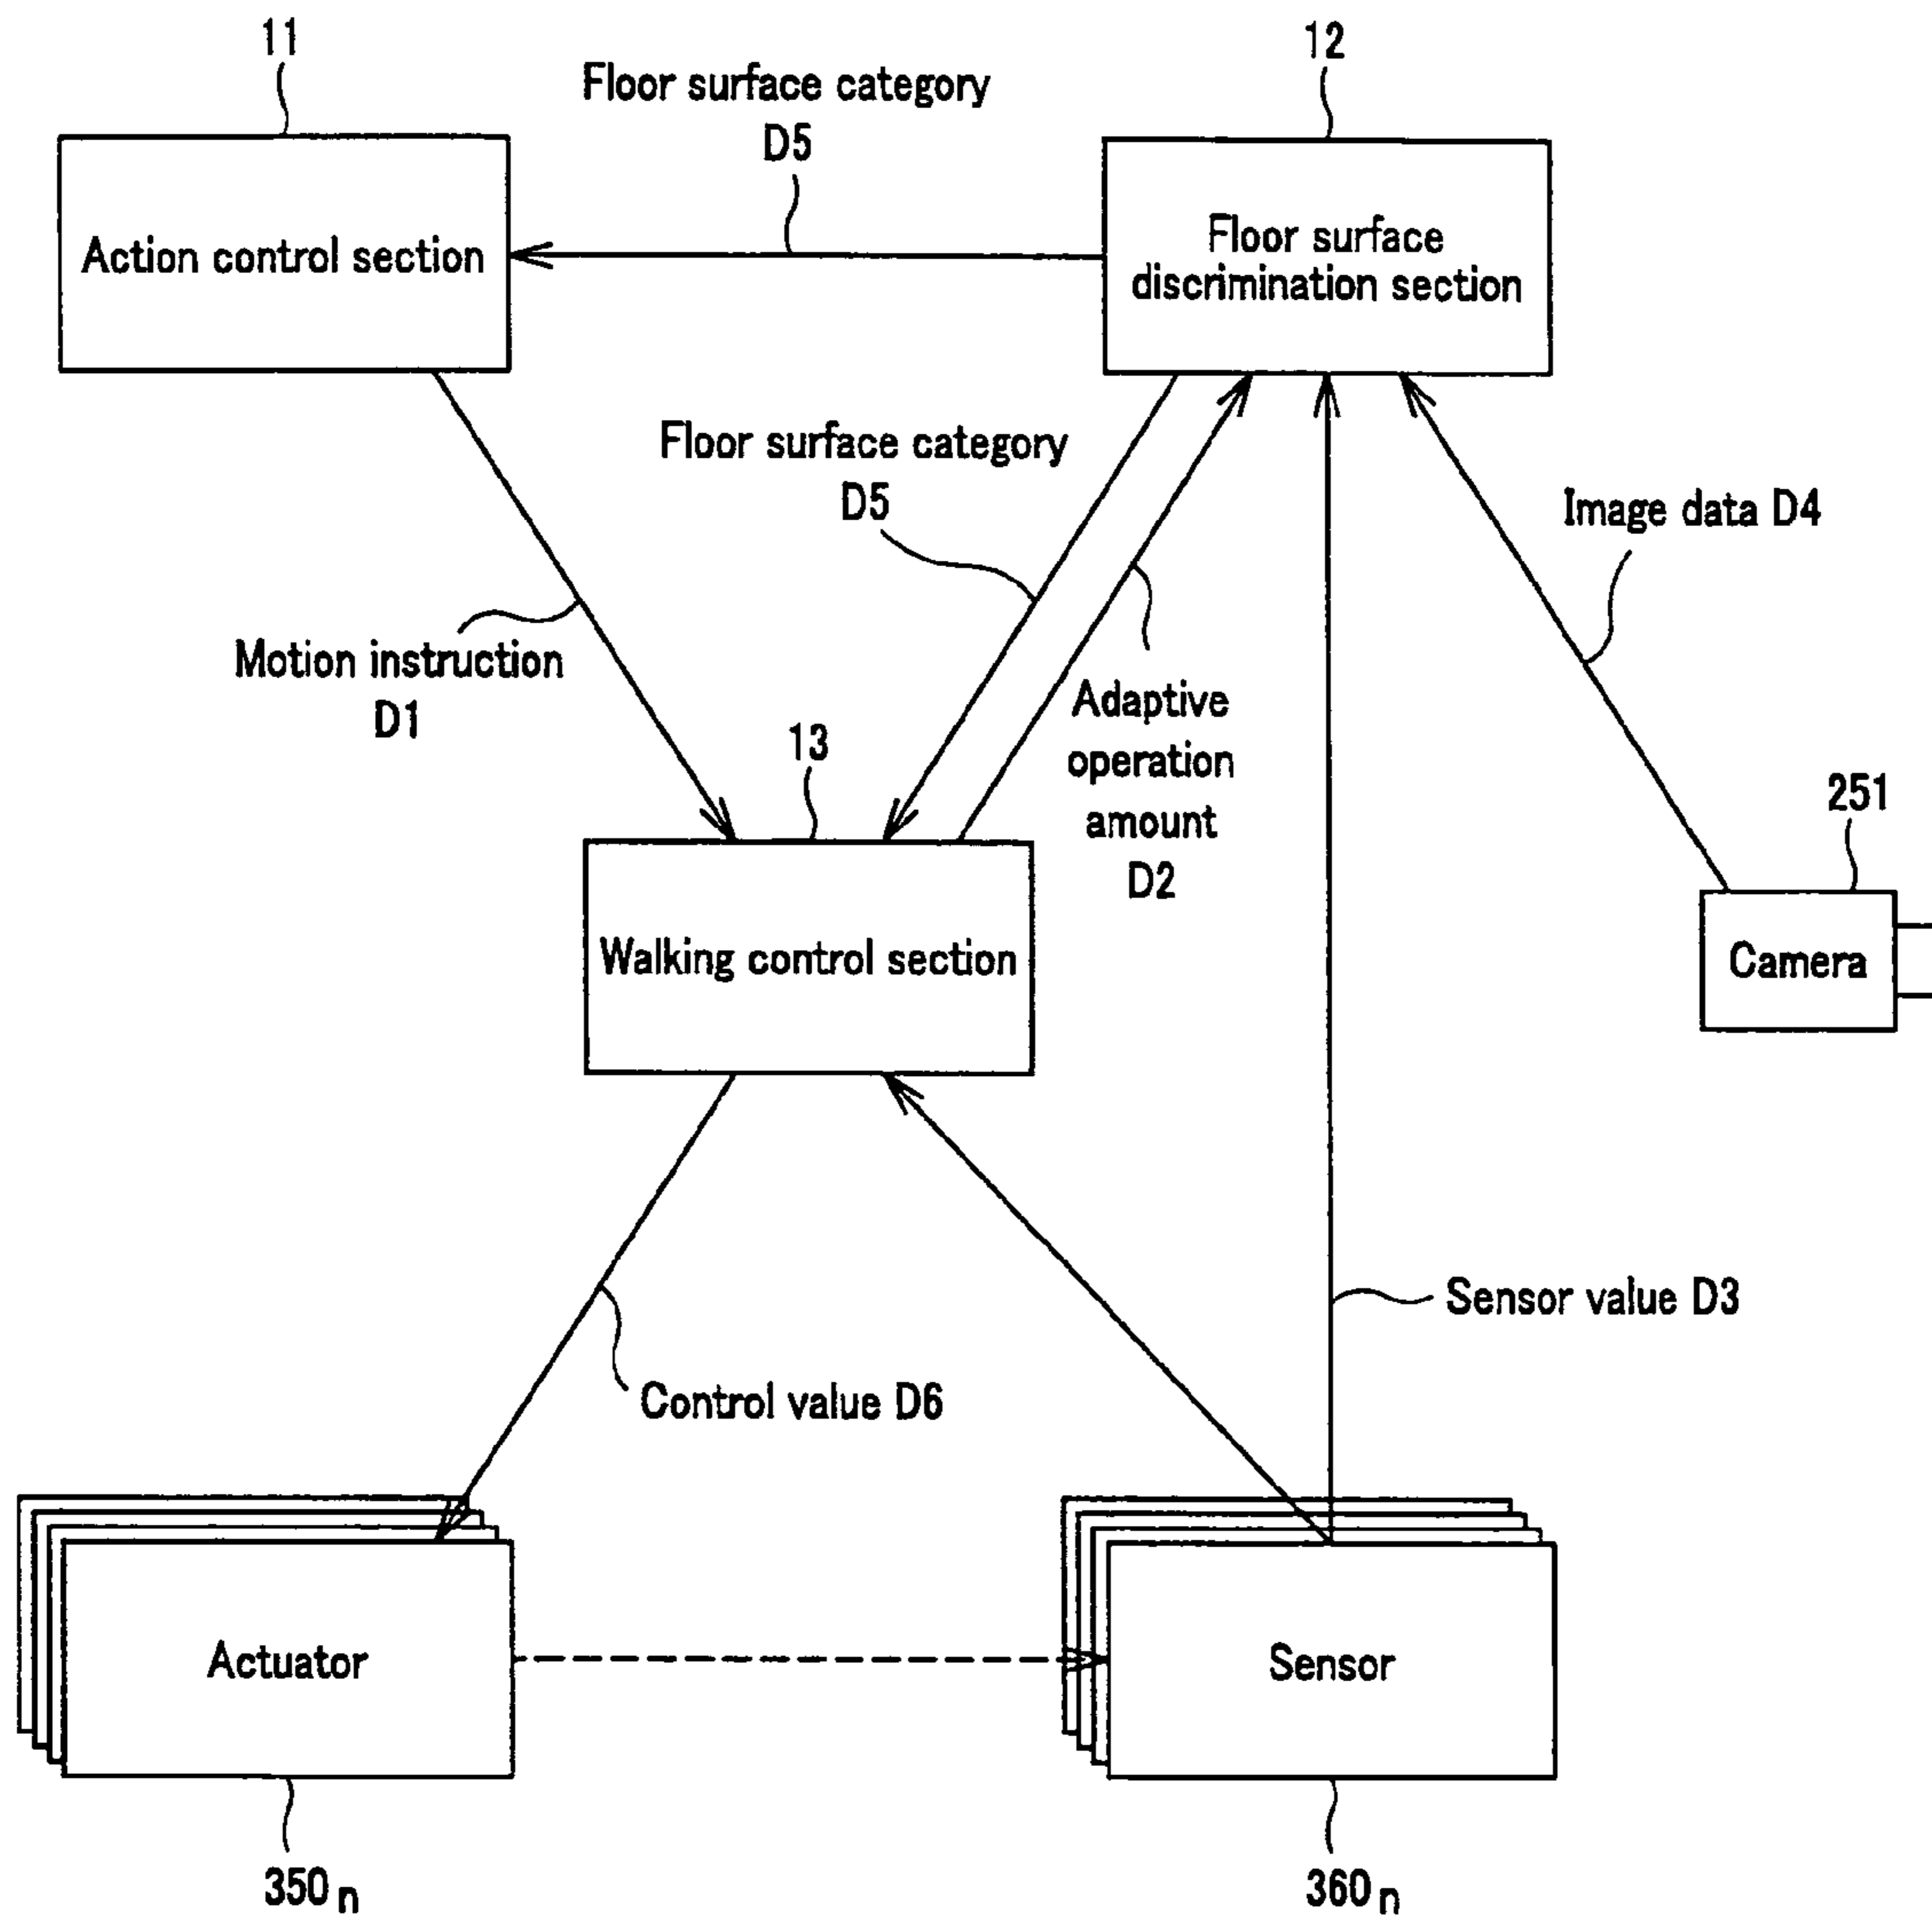 11
12
Floor surface category
D5
Action control section
Floor surface
discrimination section
Floor surface category
D5
Image data D4
Motion instruction
D1
Adaptive
operation
amount
D2
13
251
Walking control section
Camera
Sensor value D3
Control value D6
Actuator
Sensor
350n
360n